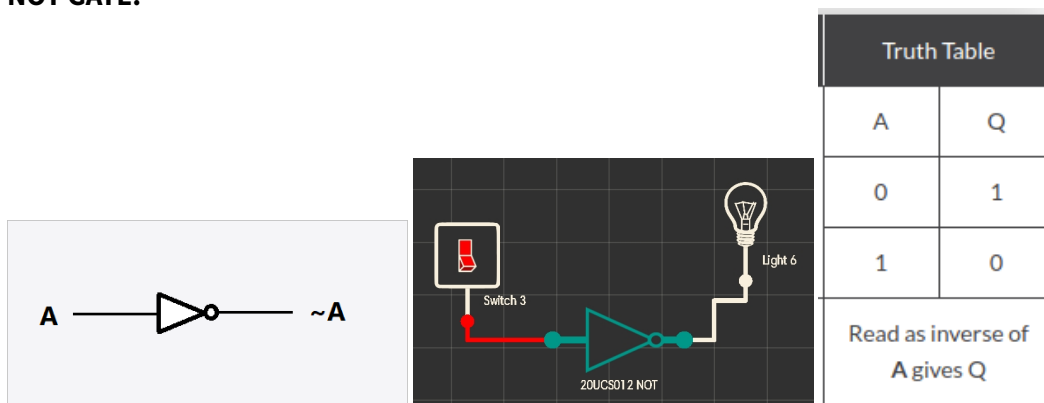 NOT GATE:
A
~A
Switch 3
Light 6
20UCS012 NOT
Truth Table
A Q
0 1
1 0
Read as inverse of
A gives Q